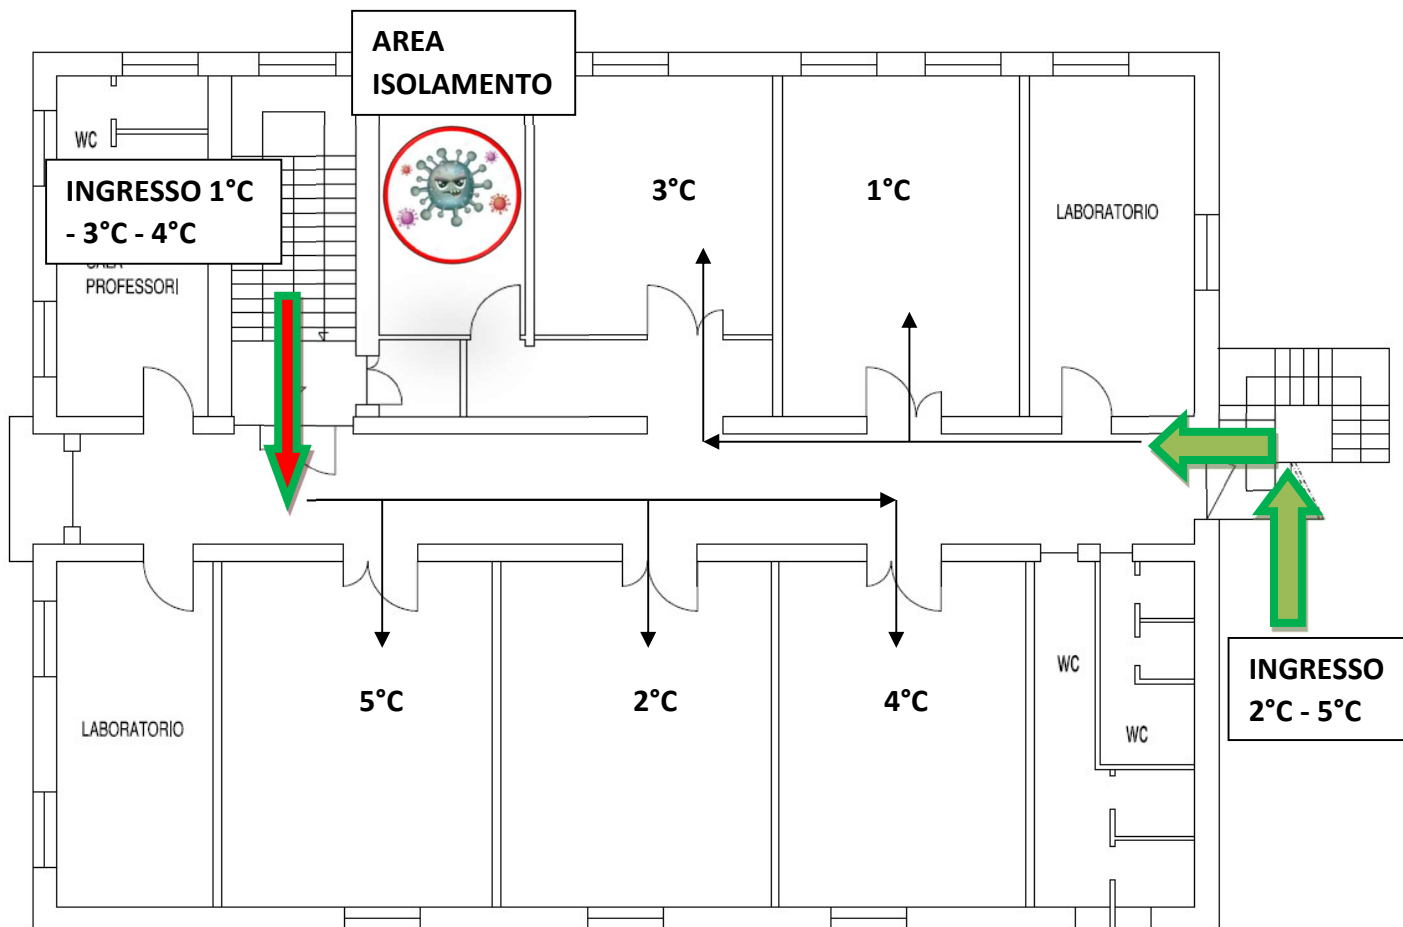 AREA
ISOLAMENTO
WC
INGRESSO 1°C
- 3°C - 4°C
PROFESSORI
3°C
1°C
LABORATORIO
5°C
2°C
4°C
LABORATORIO
WC
WC
INGRESSO
2°C - 5°C